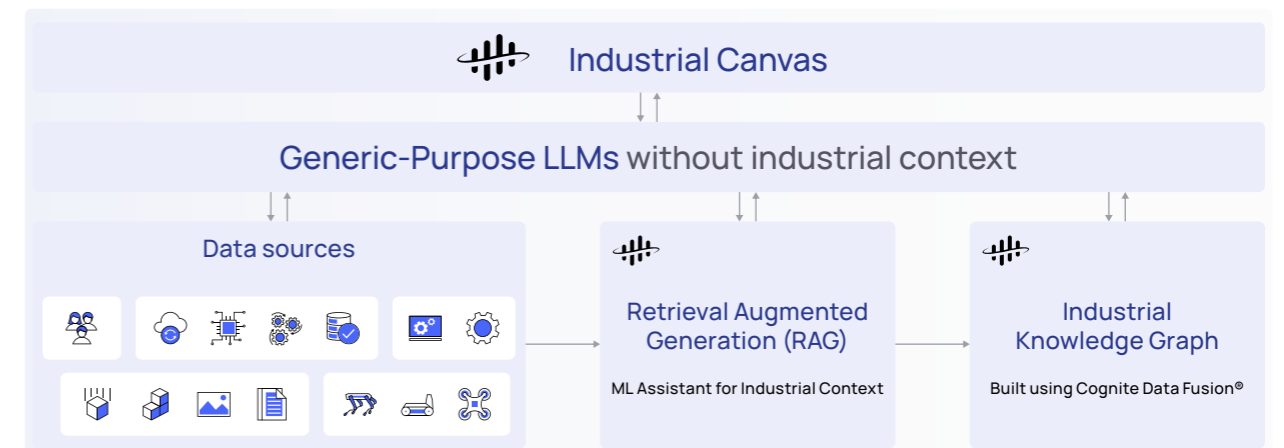 Industrial Canvas
Generic-Purpose LLMs without industrial context
Data sources
Retrieval Augmented
Generation (RAG)
ML Assistant for Industrial Context
Industrial
Knowledge Graph
Built using Cognite Data Fusion®